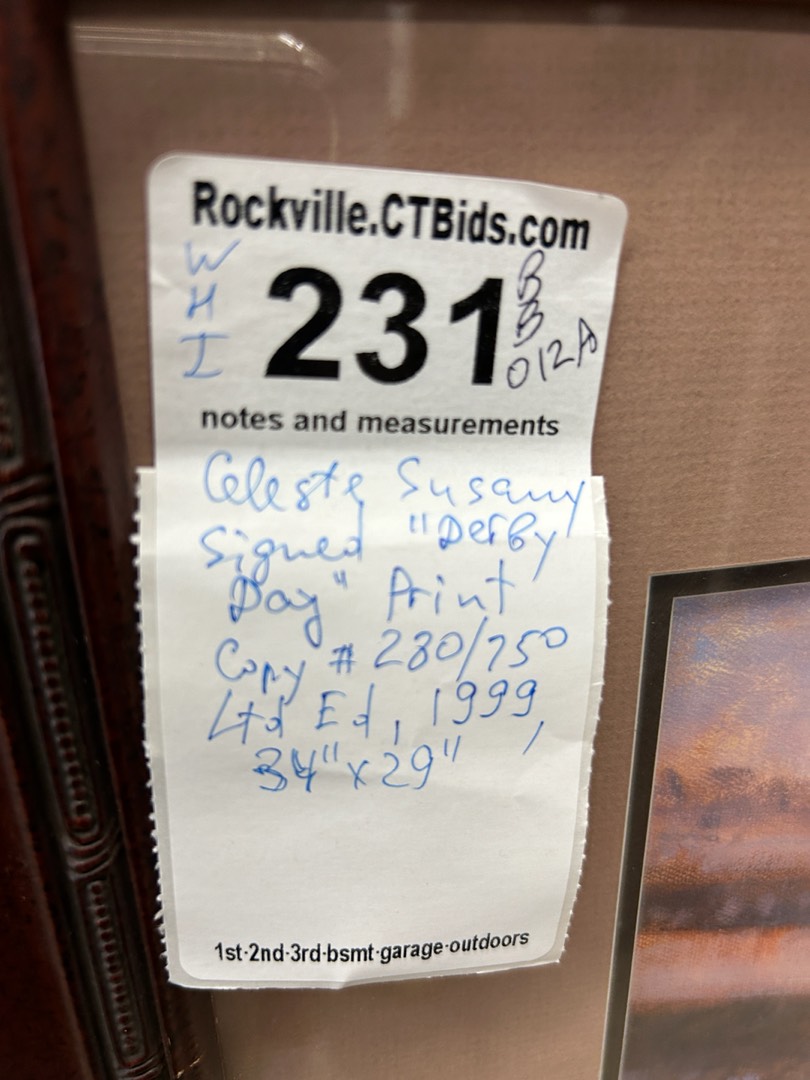 Rockville.CTBids.com
W
H
I
231
B
B
012A
notes and measurements
Celeste Susany
Signed "Derby
Day" Print
Copy # 280/750
Ltd Ed, 1999,
34" x 29"
1st-2nd-3rd-bsmt-garage-outdoors